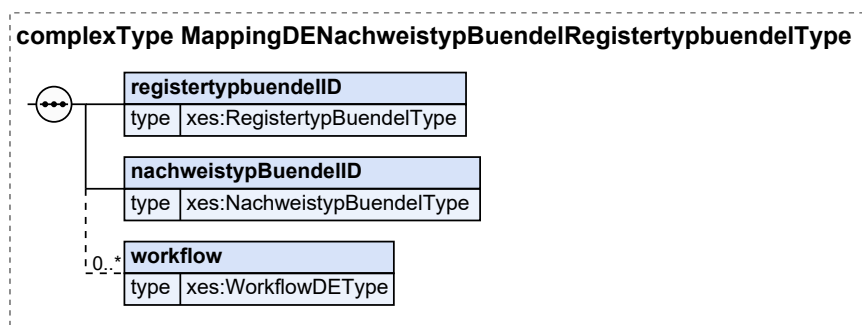 complexType MappingDENachweistypBuendelRegistertypbuendelType
registertypbuendelID
type xes:RegistertypBuendelType
nachweistypBuendelID
type xes:NachweistypBuendelType
0..* workflow
type xes:WorkflowDEType